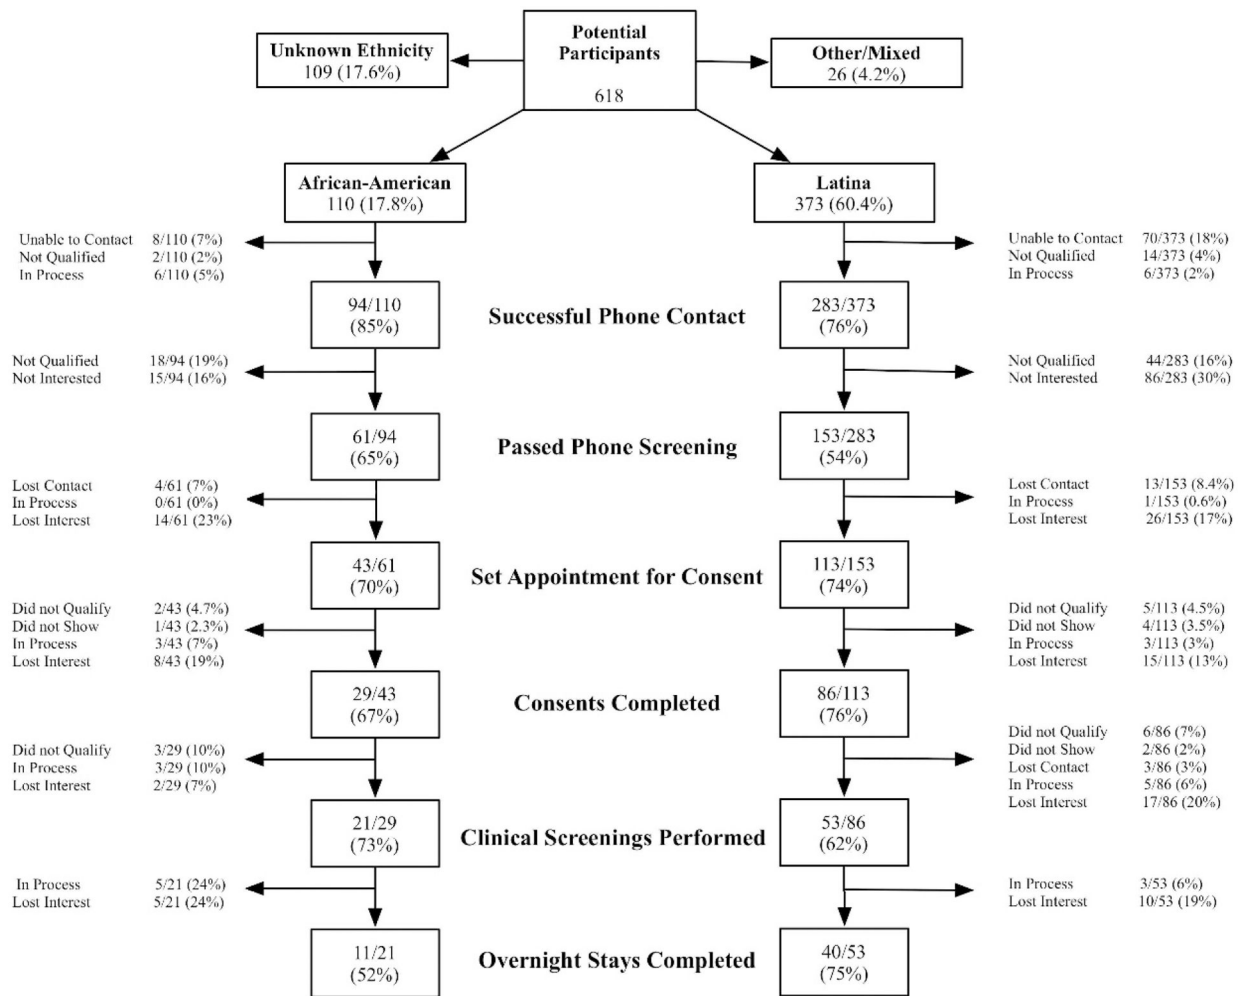 Potential
Participants
618
Unknown Ethnicity
109 (17.6%)
Other/Mixed
26 (4.2%)
African-American
110 (17.8%)
Latina
373 (60.4%)
Unable to Contact 8/110 (7%)
Not Qualified 2/110 (2%)
In Process 6/110 (5%)
Unable to Contact 70/373 (18%)
Not Qualified 14/373 (4%)
In Process 6/373 (2%)
94/110
(85%)
Successful Phone Contact
283/373
(76%)
Not Qualified 18/94 (19%)
Not Interested 15/94 (16%)
Not Qualified 44/283 (16%)
Not Interested 86/283 (30%)
61/94
(65%)
Passed Phone Screening
153/283
(54%)
Lost Contact 4/61 (7%)
In Process 0/61 (0%)
Lost Interest 14/61 (23%)
Lost Contact 13/153 (8.4%)
In Process 1/153 (0.6%)
Lost Interest 26/153 (17%)
43/61
(70%)
Set Appointment for Consent
113/153
(74%)
Did not Qualify 2/43 (4.7%)
Did not Show 1/43 (2.3%)
In Process 3/43 (7%)
Lost Interest 8/43 (19%)
Did not Qualify 5/113 (4.5%)
Did not Show 4/113 (3.5%)
In Process 3/113 (3%)
Lost Interest 15/113 (13%)
29/43
(67%)
Consents Completed
86/113
(76%)
Did not Qualify 3/29 (10%)
In Process 3/29 (10%)
Lost Interest 2/29 (7%)
Did not Qualify 6/86 (7%)
Did not Show 2/86 (2%)
Lost Contact 3/86 (3%)
In Process 5/86 (6%)
Lost Interest 17/86 (20%)
21/29
(73%)
Clinical Screenings Performed
53/86
(62%)
In Process 5/21 (24%)
Lost Interest 5/21 (24%)
In Process 3/53 (6%)
Lost Interest 10/53 (19%)
11/21
(52%)
Overnight Stays Completed
40/53
(75%)